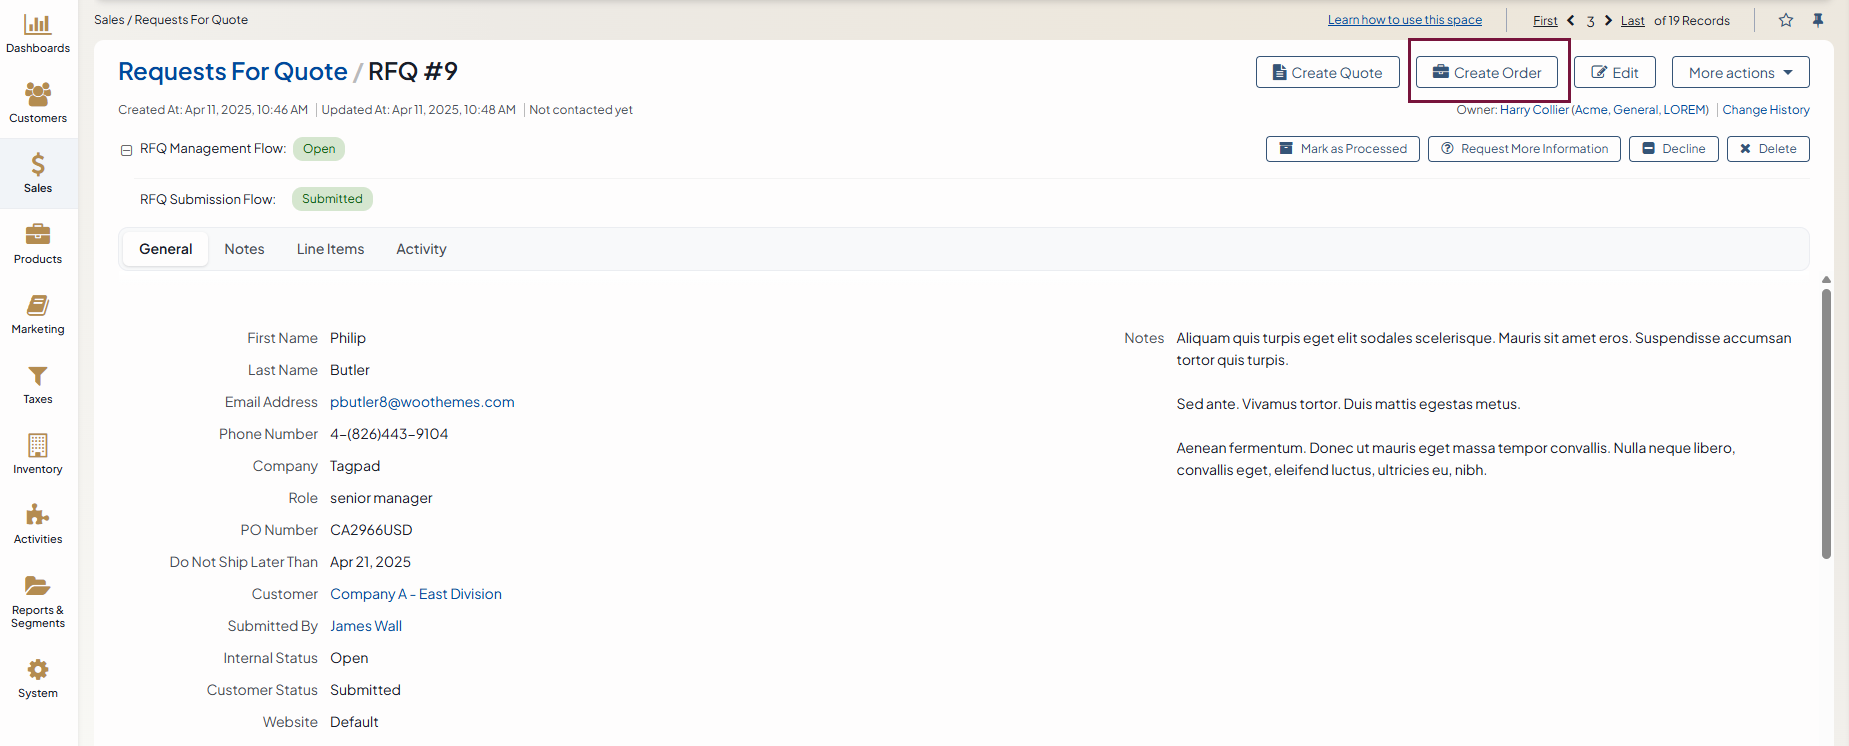 Dashboards
Customers
Sales
Products
Marketing
Taxes
Inventory
Activities
Reports &
Segments
System
Sales / Requests For Quote
Learn how to use this space
First 3 Last of 19 Records
Requests For Quote / RFQ #9
Create Quote
Create Order
Edit
More actions
Created At: Apr 11, 2025, 10:46 AM Updated At: Apr 11, 2025, 10:48 AM Not contacted yet
Owner: Harry Collier (Acme, General, LOREM) Change History
RFQ Management Flow: Open
Mark as Processed
Request More Information
Decline
Delete
RFQ Submission Flow: Submitted
General Notes Line Items Activity
First Name Philip
Last Name Butler
Email Address pbutler8@woothemes.com
Phone Number 4-(826)443-9104
Company Tagpad
Role senior manager
PO Number CA2966USD
Do Not Ship Later Than Apr 21, 2025
Customer Company A - East Division
Submitted By James Wall
Internal Status Open
Customer Status Submitted
Website Default
Notes Aliquam quis turpis eget elit sodales scelerisque. Mauris sit amet eros. Suspendisse accumsan
tortor quis turpis.
Sed ante. Vivamus tortor. Duis mattis egestas metus.
Aenean fermentum. Donec ut mauris eget massa tempor convallis. Nulla neque libero,
convallis eget, eleifend luctus, ultricies eu, nibh.